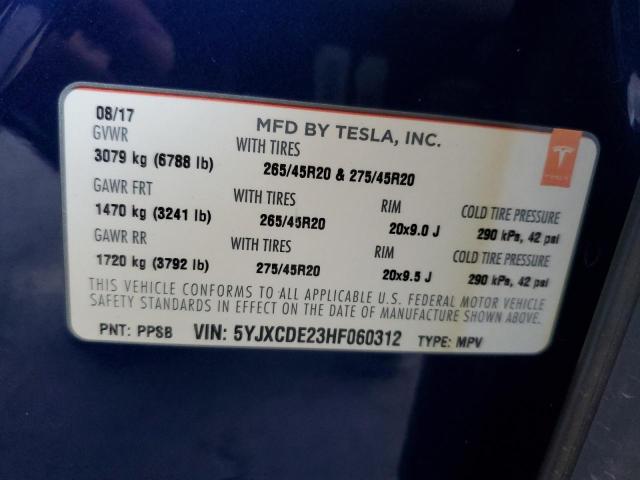 08/17
MFD BY TESLA, INC.
GVWR WITH TIRES
3079 kg (6788 lb) 265/45R20 & 275/45R20
TESLA
GAWR FRT WITH TIRES RIM COLD TIRE PRESSURE
1470 kg (3241 lb) 265/45R20 20x9.0 J 290 kPa, 42 psi
GAWR RR WITH TIRES RIM COLD TIRE PRESSURE
1720 kg (3792 lb) 275/45R20 20x9.5 J 290 kPa, 42 psi
THIS VEHICLE CONFORMS TO ALL APPLICABLE U.S. FEDERAL MOTOR VEHICLE
SAFETY STANDARDS IN EFFECT ON THE DATE OF MANUFACTURE SHOWN ABOVE.
PNT: PPSB VIN: 5YJXCDE23HF060312 TYPE: MPV